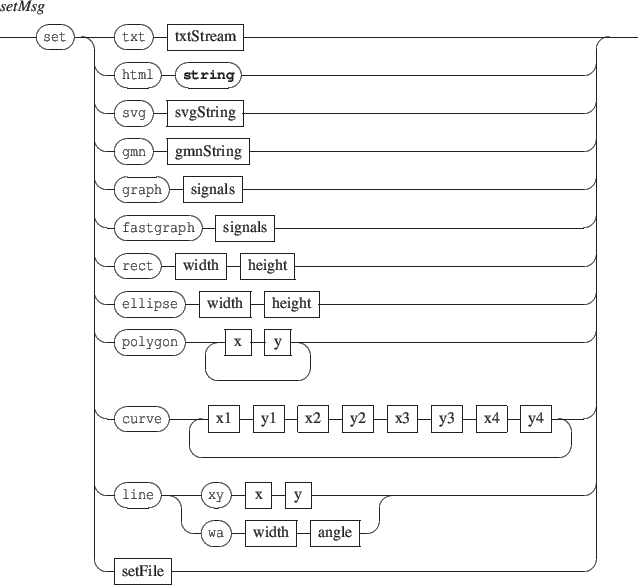 setMsg
set txt txtStream
html string
svg svgString
gmn gmnString
graph signals
fastgraph signals
rect width height
ellipse width height
polygon x y
curve x1 y1 x2 y2 x3 y3 x4 y4
line xy x y
wa width angle
setFile